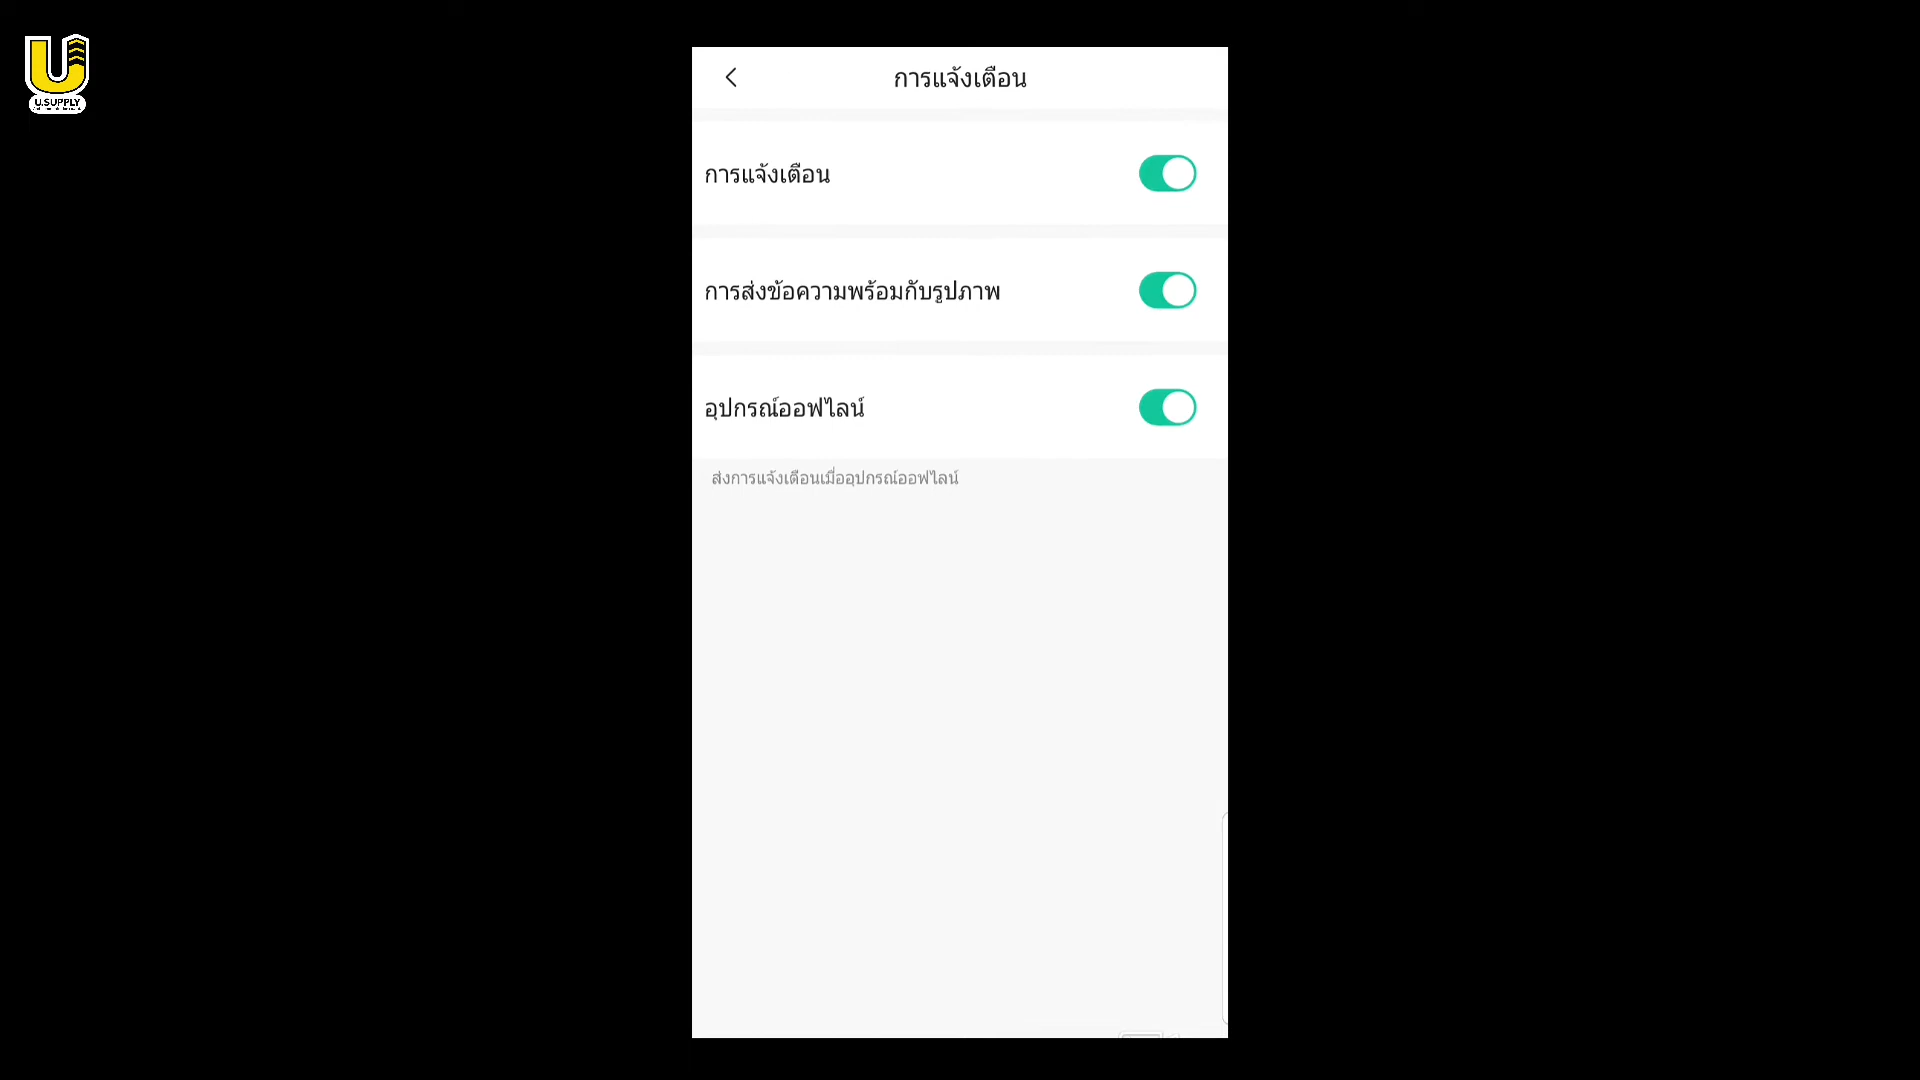 U.SUPPLY
การแจ้งเตือน
การแจ้งเตือน
การส่งข้อความพร้อมกับรูปภาพ
อุปกรณ์ออฟไลน์
ส่งการแจ้งเตือนเมื่ออุปกรณ์ออฟไลน์